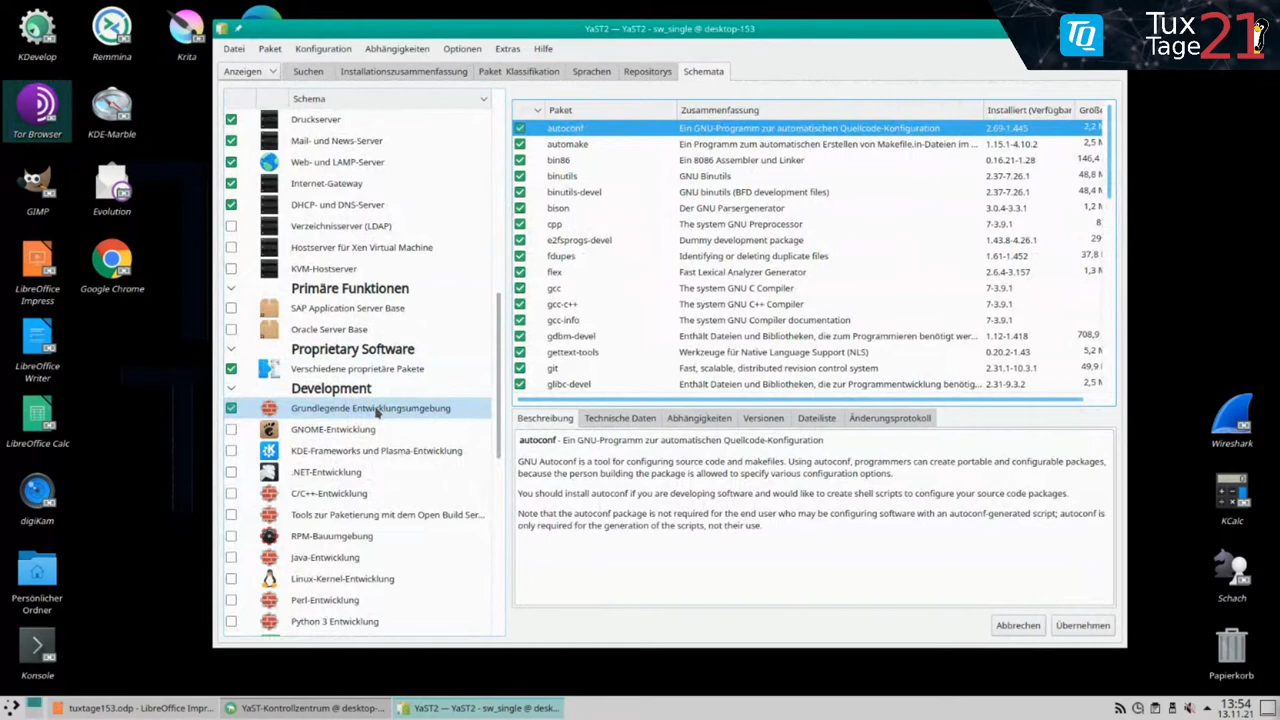 YaST2 — YaST2 - sw_single @ desktop-153
TQ
Tux
Tage 21
Datei Paket Konfiguration Abhängigkeiten Optionen Extras Hilfe
Anzeigen Suchen Installationszusammenfassung Paket Klassifikation Sprachen Repositorys Schemata
KDevelop
Remmina
Krita
Tor Browser
KDE-Marble
GIMP
Evolution
LibreOffice
Impress
Google Chrome
LibreOffice
Writer
LibreOffice Calc
digiKam
Persönlicher
Ordner
Konsole
Schema
Druckserver
Mail- und News-Server
Web- und LAMP-Server
Internet-Gateway
DHCP- und DNS-Server
Verzeichnisserver (LDAP)
Hostserver für Xen Virtual Machine
KVM-Hostserver
Primäre Funktionen
SAP Application Server Base
Oracle Server Base
Proprietary Software
Verschiedene proprietäre Pakete
Development
Grundlegende Entwicklungsumgebung
GNOME-Entwicklung
KDE-Frameworks und Plasma-Entwicklung
.NET-Entwicklung
C/C++-Entwicklung
Tools zur Paketierung mit dem Open Build Ser...
RPM-Bauumgebung
Java-Entwicklung
Linux-Kernel-Entwicklung
Perl-Entwicklung
Python 3 Entwicklung
Paket Zusammenfassung Installiert (Verfügbar Größe
autoconf Ein GNU-Programm zur automatischen Quellcode-Konfiguration 2.69-1.445 2,2 M
automake Ein Programm zum automatischen Erstellen von Makefile.in-Dateien im ... 1.15.1-4.10.2 2,5 M
bin86 Ein 8086 Assembler und Linker 0.16.21-1.28 146,4
binutils GNU Binutils 2.37-7.26.1 48,8 M
binutils-devel GNU binutils (BFD development files) 2.37-7.26.1 48,8 M
bison Der GNU Parsergenerator 3.0.4-3.3.1 1,2 M
cpp The system GNU Preprocessor 7-3.9.1 8
e2fsprogs-devel Dummy development package 1.43.8-4.26.1 29
fdupes Identifying or deleting duplicate files 1.61-1.452 37,8
flex Fast Lexical Analyzer Generator 2.6.4-3.157 1,3 M
gcc The system GNU C Compiler 7-3.9.1
gcc-c++ The system GNU C++ Compiler 7-3.9.1
gcc-info The system GNU Compiler documentation 7-3.9.1
gdbm-devel Enthält Dateien und Bibliotheken, die zum Programmieren benötigt wer... 1.12-1.418 708,9
gettext-tools Werkzeuge für Native Language Support (NLS) 0.20.2-1.43 5,2 M
git Fast, scalable, distributed revision control system 2.31.1-10.3.1 49,9
glibc-devel Enthält Dateien und Bibliotheken, die zur Programmentwicklung benötig... 2.31-9.3.2 2,5 M
Beschreibung Technische Daten Abhängigkeiten Versionen Dateiliste Änderungsprotokoll
autoconf - Ein GNU-Programm zur automatischen Quellcode-Konfiguration
GNU Autoconf is a tool for configuring source code and makefiles. Using autoconf, programmers can create portable and configurable packages,
because the person building the package is allowed to specify various configuration options.
You should install autoconf if you are developing software and would like to create shell scripts to configure your source code packages.
Note that the autoconf package is not required for the end user who may be configuring software with an autoconf-generated script; autoconf is
only required for the generation of the scripts, not their use.
Abbrechen Übernehmen
Wireshark
KCalc
Schach
Papierkorb
tuxtage153.odp - LibreOffice Impr... YaST-Kontrollzentrum @ desktop-... YaST2 — YaST2 - sw_single @ desk... 13:54
13.11.21